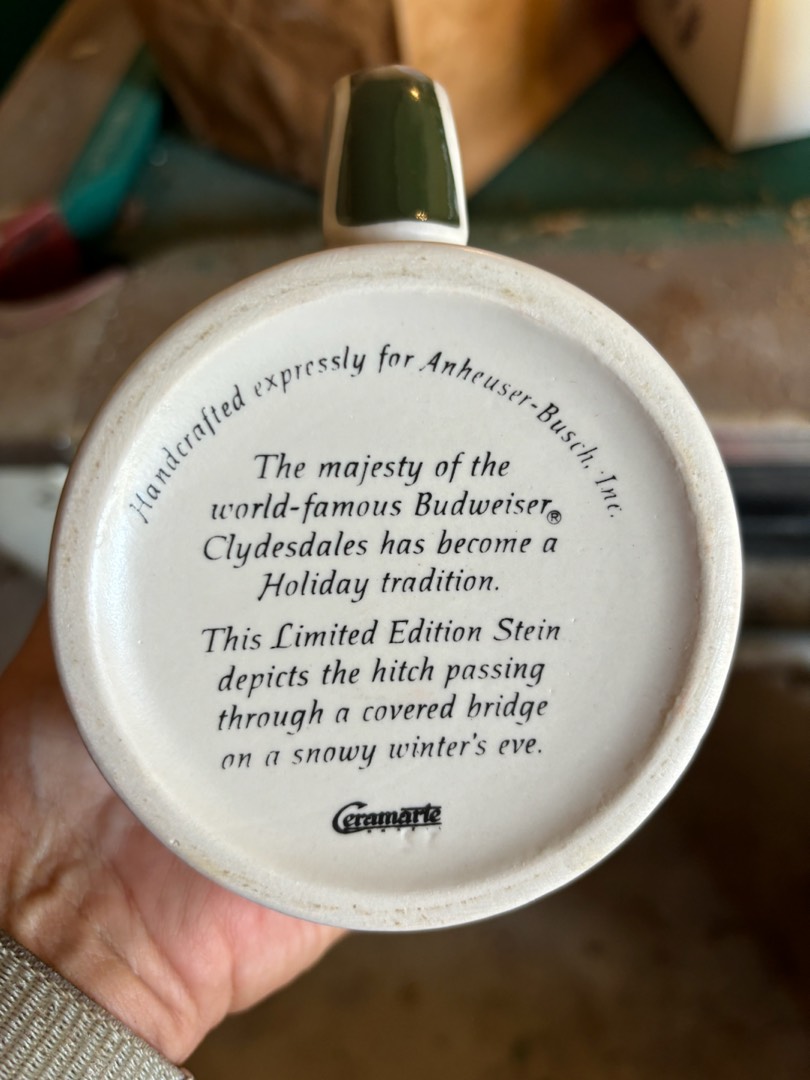 Handcrafted expressly for Anheuser-Busch, Inc.
The majesty of the
world-famous Budweiser®
Clydesdales has become a
Holiday tradition.
This Limited Edition Stein
depicts the hitch passing
through a covered bridge
on a snowy winter's eve.
Ceramarte